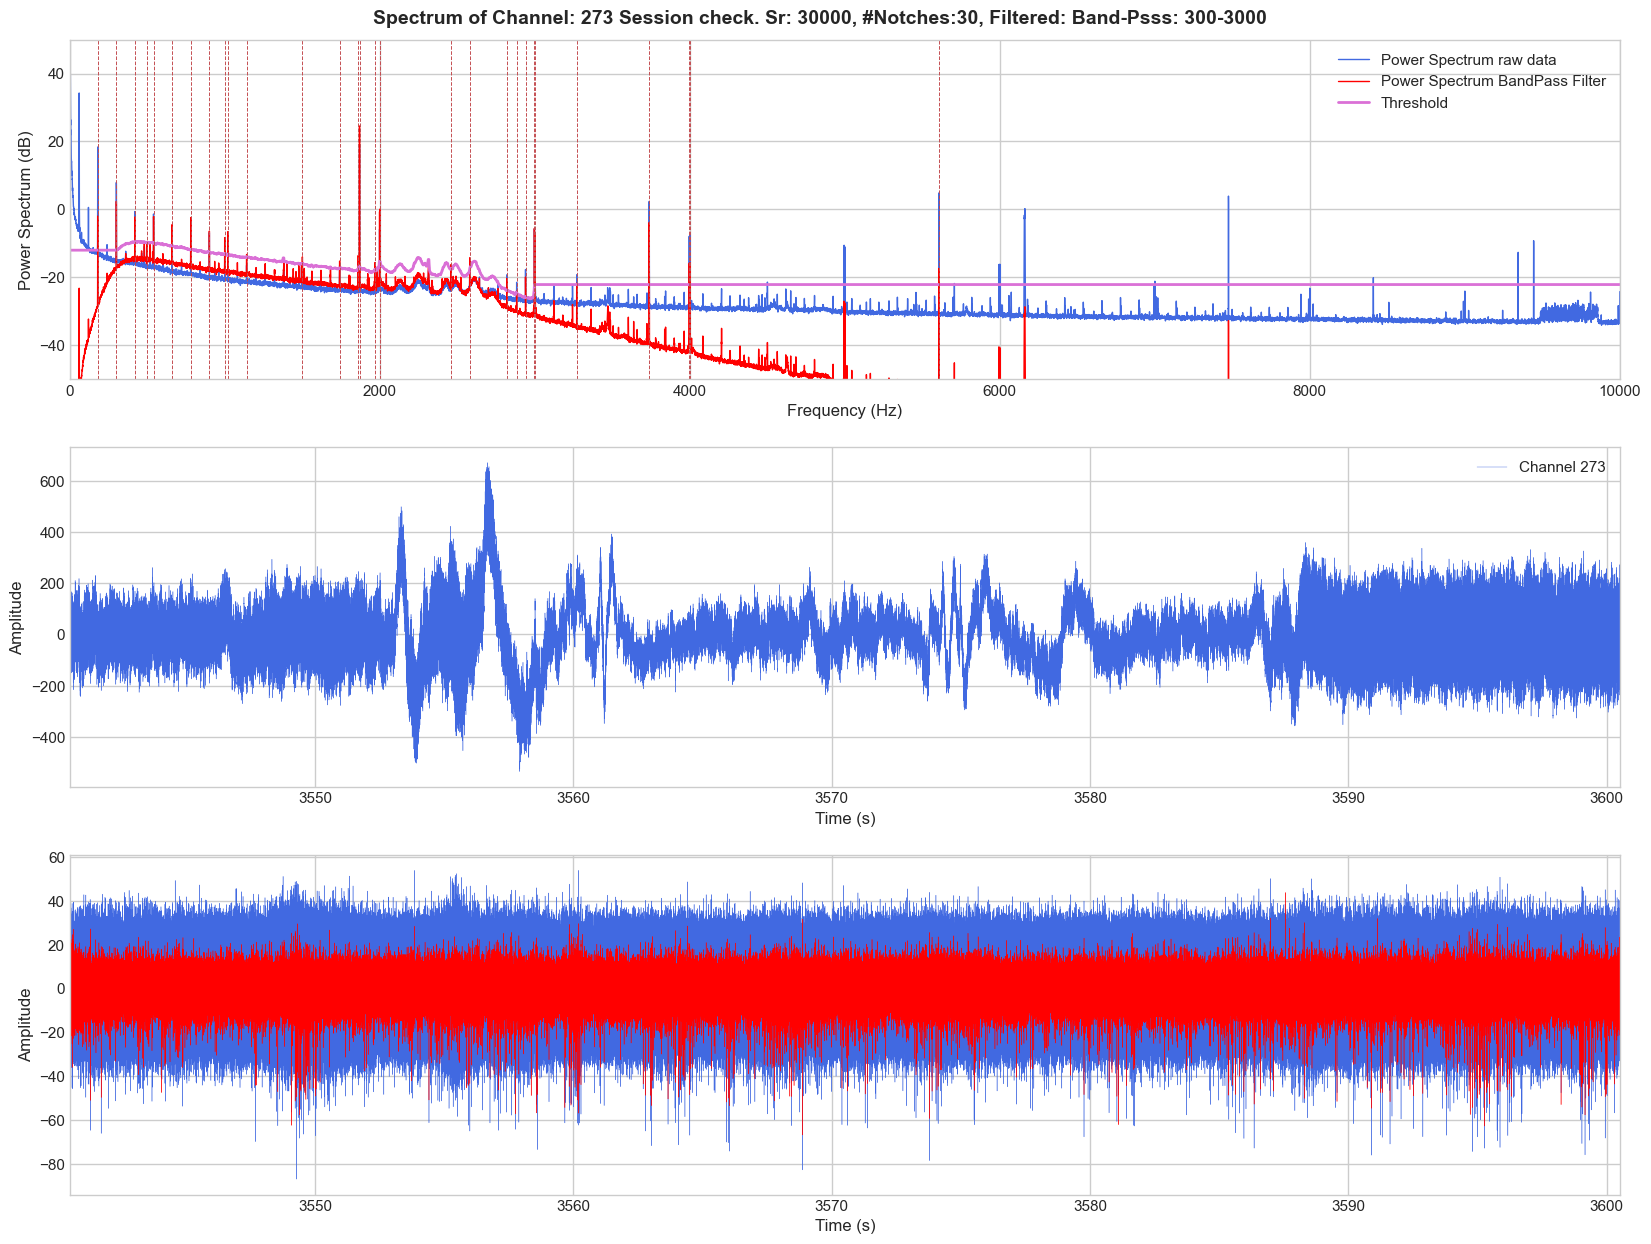 Spectrum of Channel: 273 Session check. Sr: 30000, #Notches:30, Filtered: Band-Psss: 300-3000
Power Spectrum (dB)
40
20
0
−20
−40
Power Spectrum raw data
Power Spectrum BandPass Filter
Threshold
0 2000 4000 6000 8000 10000
Frequency (Hz)
Amplitude
600
400
200
0
−200
−400
Channel 273
3550 3560 3570 3580 3590 3600
Time (s)
Amplitude
60
40
20
0
−20
−40
−60
−80
3550 3560 3570 3580 3590 3600
Time (s)